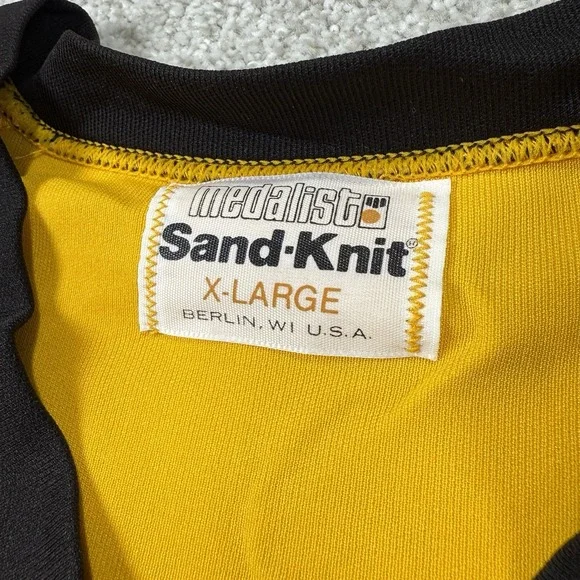 medalist
Sand-Knit®
X-LARGE
BERLIN, WI U.S.A.